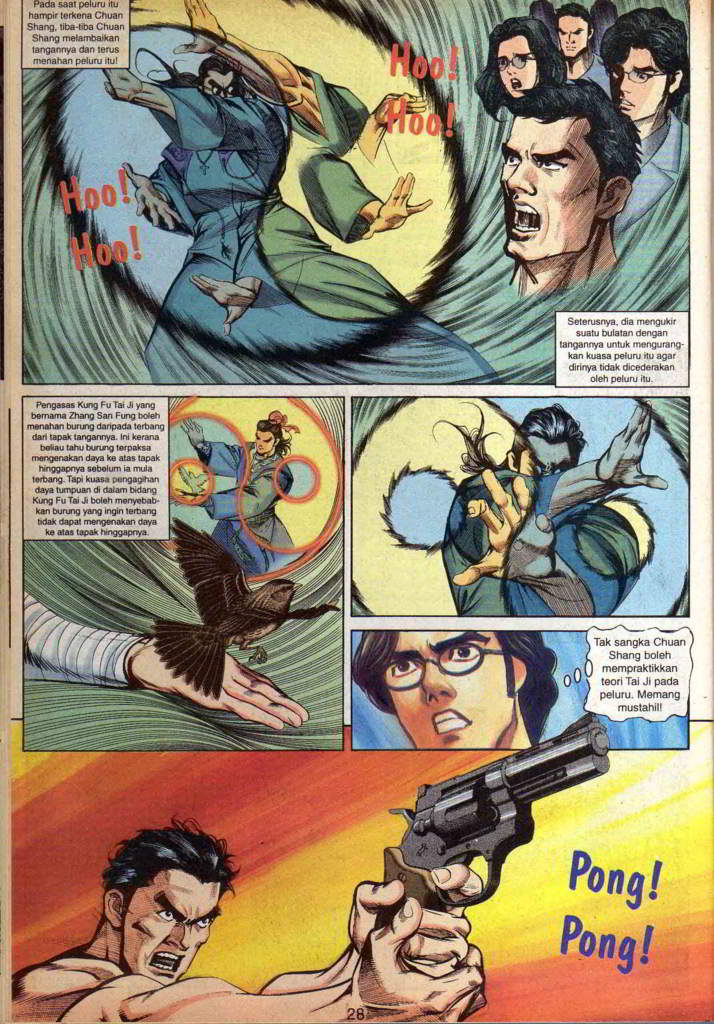 Pada saat peluru itu
hampir terkena Chuan
Shang, tiba-tiba Chuan
Shang melambaikan
tangannya dan terus
menahan peluru itu!
Hoo!
Hoo!
Hoo!
Hoo!
Seterusnya, dia mengukir
suatu bulatan dengan
tangannya untuk mengurang-
kan kuasa peluru itu agar
dirinya tidak dicederakan
oleh peluru itu.
Pengasas Kung Fu Tai Ji yang
bernama Zhang San Fung boleh
menahan burung daripada terbang
dari tapak tangannya. Ini kerana
beliau tahu burung terpaksa
mengenakan daya ke atas tapak
hinggapnya sebelum ia mula
terbang. Tapi kuasa pengagihan
daya tumpuan di dalam bidang
Kung Fu Tai Ji boleh menyebab-
kan burung yang ingin terbang
tidak dapat mengenakan daya
ke atas tapak hinggapnya.
Tak sangka Chuan
Shang boleh
mempraktikkan
teori Tai Ji pada
peluru. Memang
mustahil!
Pong!
Pong!
28